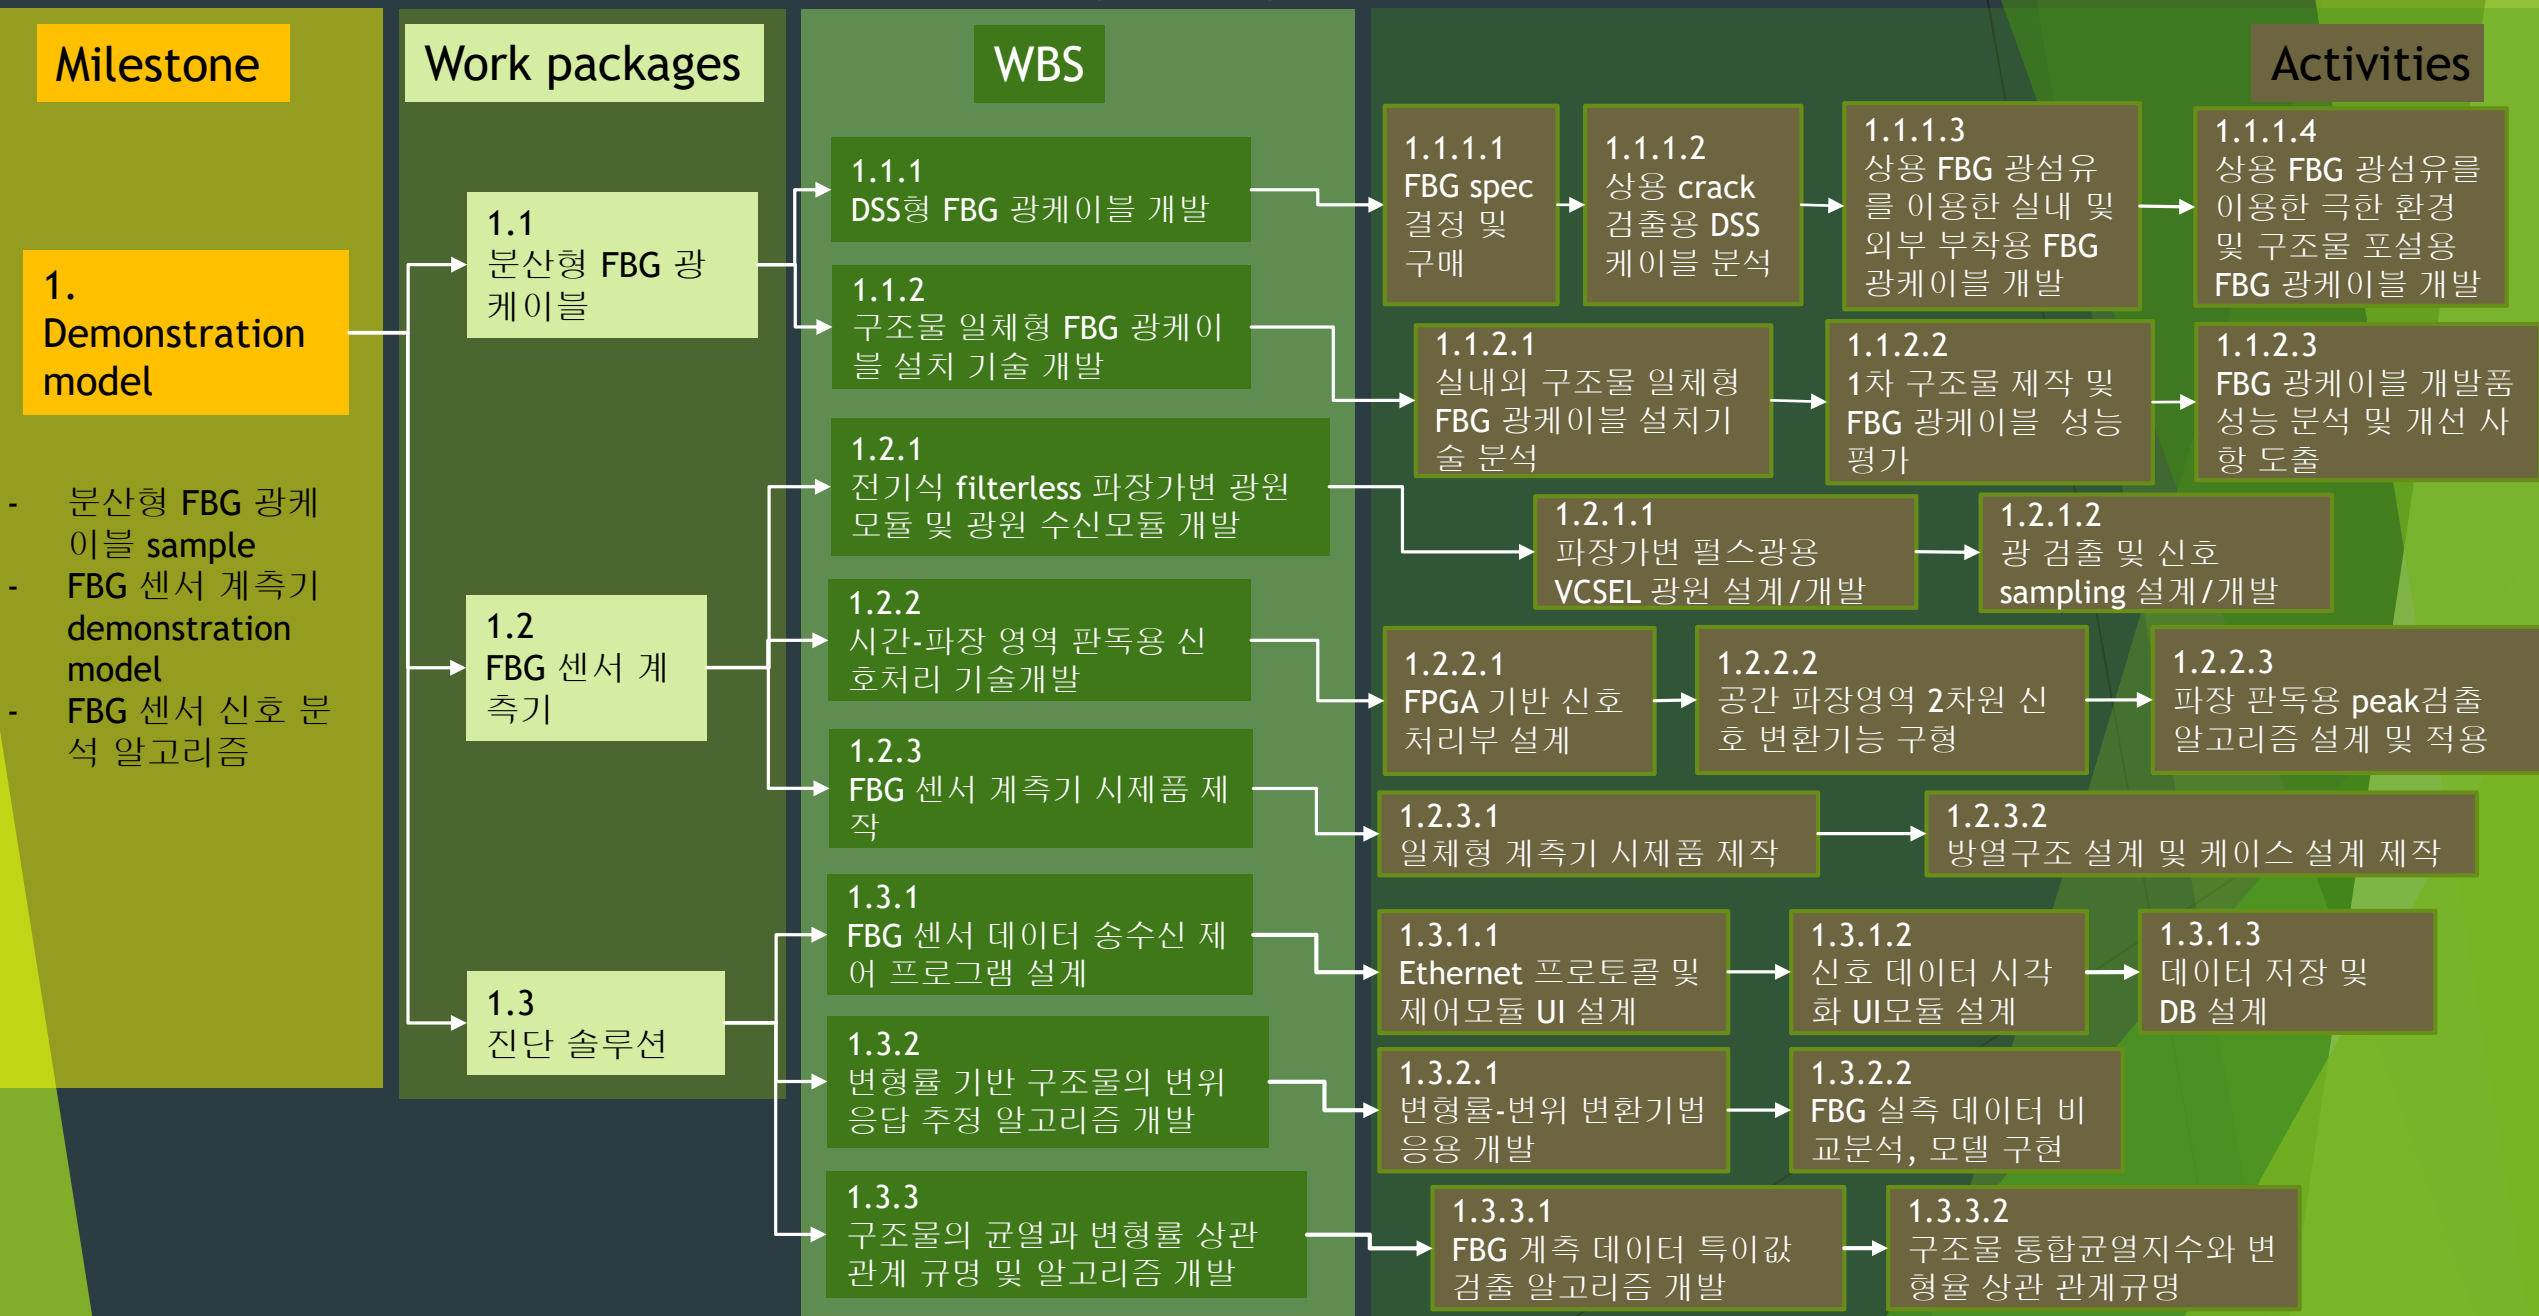 Milestone
Work packages
WBS
Activities
1.
Demonstration
model
- 분산형 FBG 광케
이블 sample
- FBG 센서 계측기
demonstration
model
- FBG 센서 신호 분
석 알고리즘
1.1
분산형 FBG 광
케이블
1.2
FBG 센서 계
측기
1.3
진단 솔루션
1.1.1
DSS형 FBG 광케이블 개발
1.1.2
구조물 일체형 FBG 광케이
블 설치 기술 개발
1.2.1
전기식 filterless 파장가변 광원
모듈 및 광원 수신모듈 개발
1.2.2
시간-파장 영역 판독용 신
호처리 기술개발
1.2.3
FBG 센서 계측기 시제품 제
작
1.3.1
FBG 센서 데이터 송수신 제
어 프로그램 설계
1.3.2
변형률 기반 구조물의 변위
응답 추정 알고리즘 개발
1.3.3
구조물의 균열과 변형률 상관
관계 규명 및 알고리즘 개발
1.1.1.1
FBG spec
결정 및
구매
1.1.1.2
상용 crack
검출용 DSS
케이블 분석
1.1.1.3
상용 FBG 광섬유
를 이용한 실내 및
외부 부착용 FBG
광케이블 개발
1.1.1.4
상용 FBG 광섬유를
이용한 극한 환경
및 구조물 포설용
FBG 광케이블 개발
1.1.2.1
실내외 구조물 일체형
FBG 광케이블 설치기
술 분석
1.1.2.2
1차 구조물 제작 및
FBG 광케이블 성능
평가
1.1.2.3
FBG 광케이블 개발품
성능 분석 및 개선 사
항 도출
1.2.1.1
파장가변 펄스광용
VCSEL 광원 설계/개발
1.2.1.2
광 검출 및 신호
sampling 설계/개발
1.2.2.1
FPGA 기반 신호
처리부 설계
1.2.2.2
공간 파장영역 2차원 신
호 변환기능 구형
1.2.2.3
파장 판독용 peak검출
알고리즘 설계 및 적용
1.2.3.1
일체형 계측기 시제품 제작
1.2.3.2
방열구조 설계 및 케이스 설계 제작
1.3.1.1
Ethernet 프로토콜 및
제어모듈 UI 설계
1.3.1.2
신호 데이터 시각
화 UI모듈 설계
1.3.1.3
데이터 저장 및
DB 설계
1.3.2.1
변형률-변위 변환기법
응용 개발
1.3.2.2
FBG 실측 데이터 비
교분석, 모델 구현
1.3.3.1
FBG 계측 데이터 특이값
검출 알고리즘 개발
1.3.3.2
구조물 통합균열지수와 변
형율 상관 관계규명